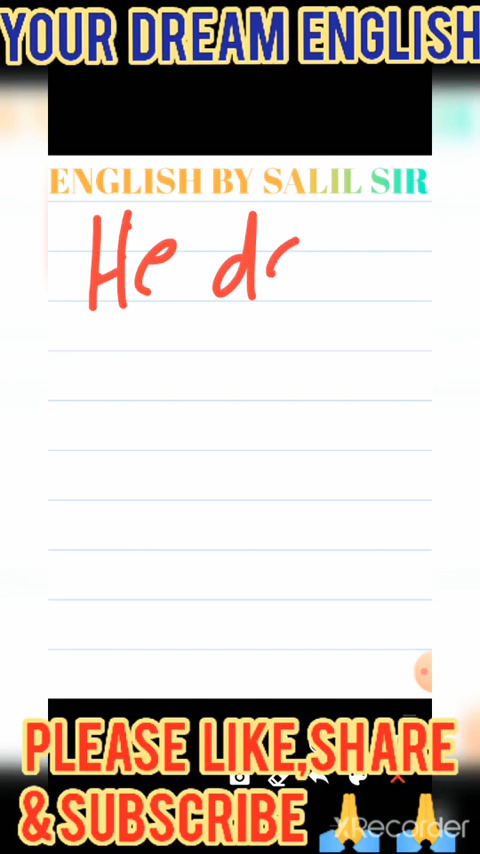 YOUR DREAM ENGLISH
ENGLISH BY SALIL SIR
He d
PLEASE LIKE,SHARE
&SUBSCRIBE 🙏 🙏
XRecorder